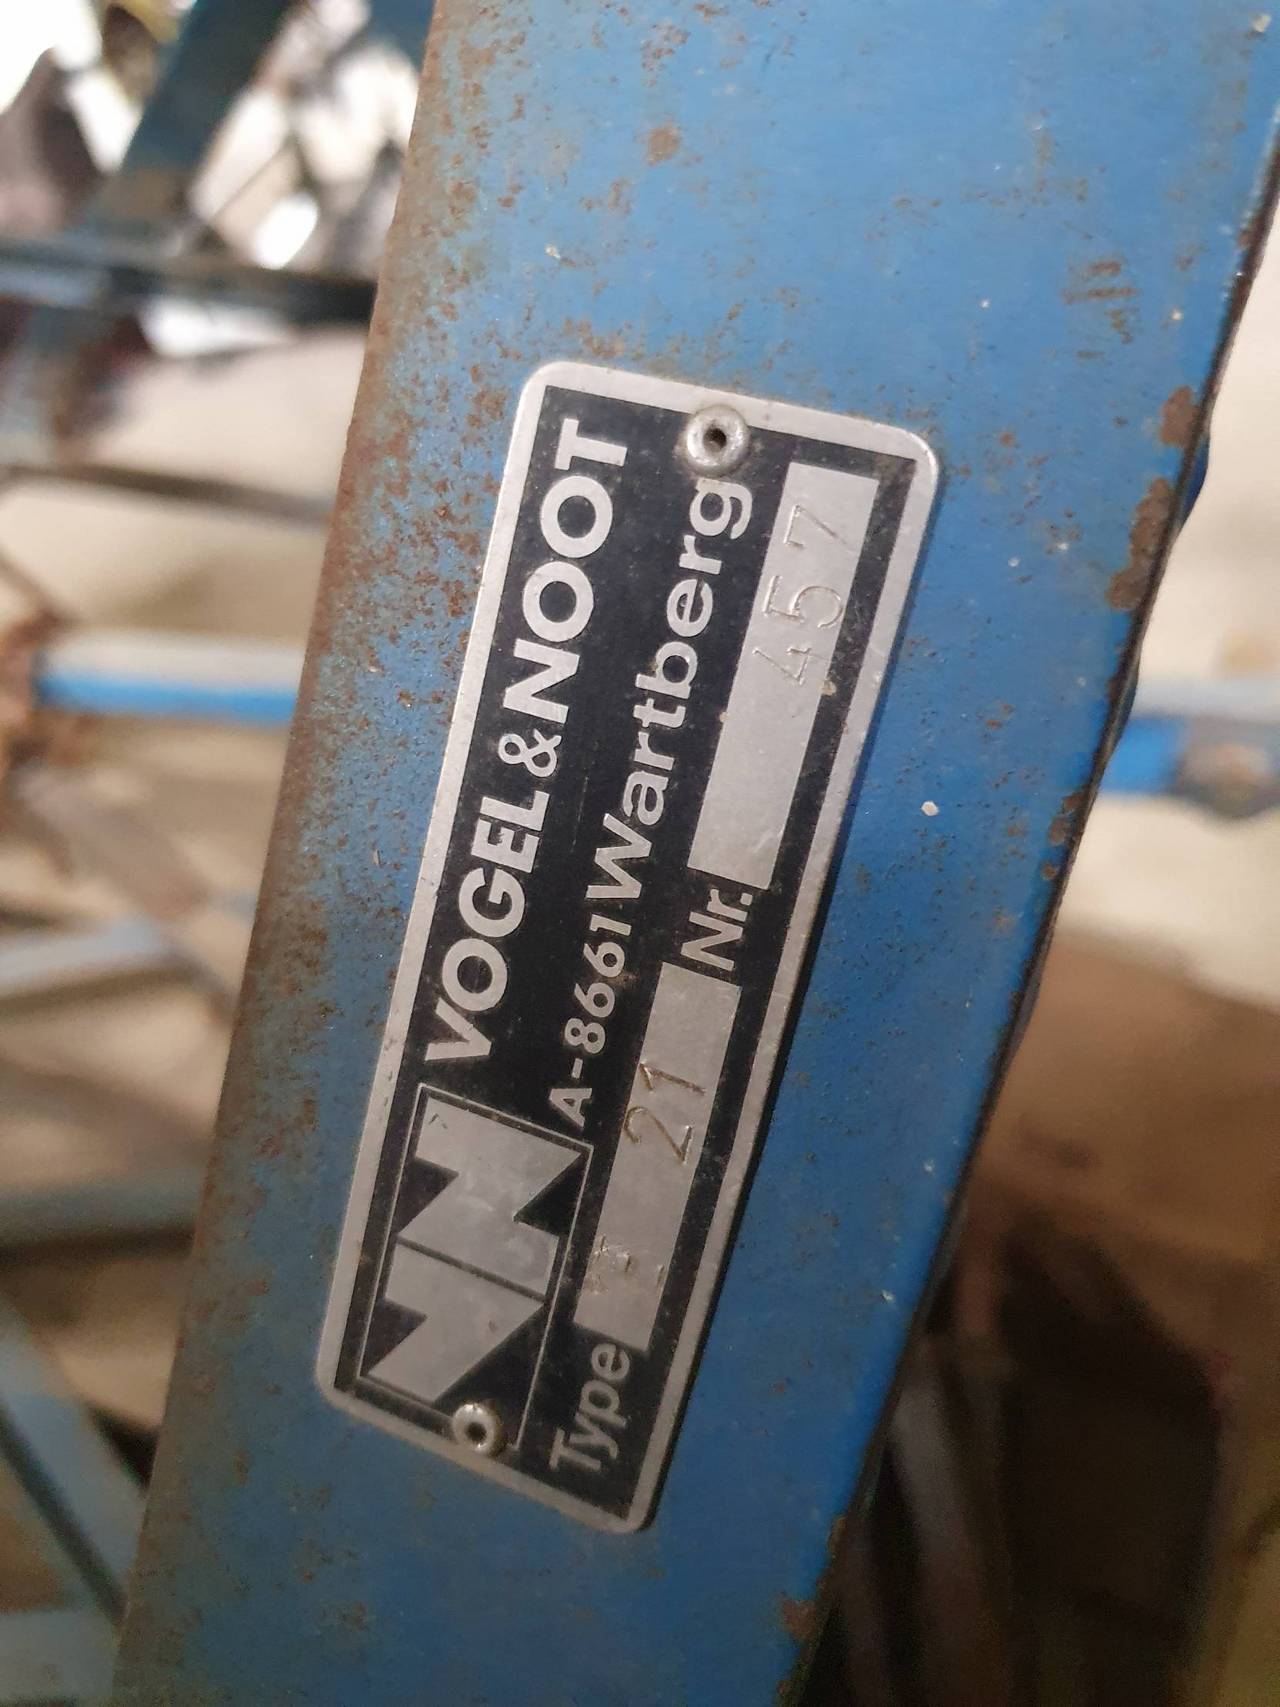 VOGEL&NOOT
A-8661 Wartberg
Type 21 Nr. 457